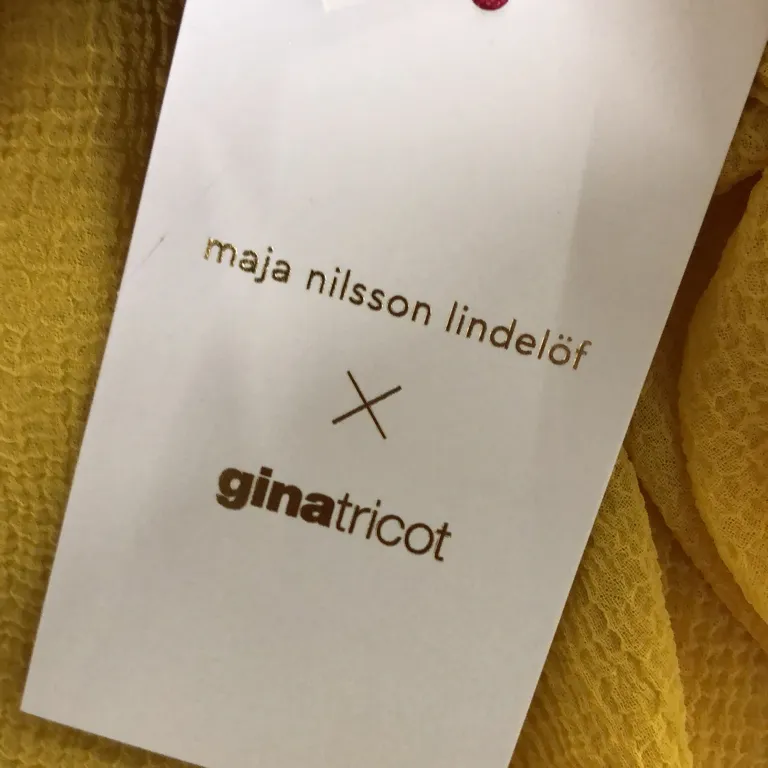 maja nilsson lindelöf
×
ginatricot